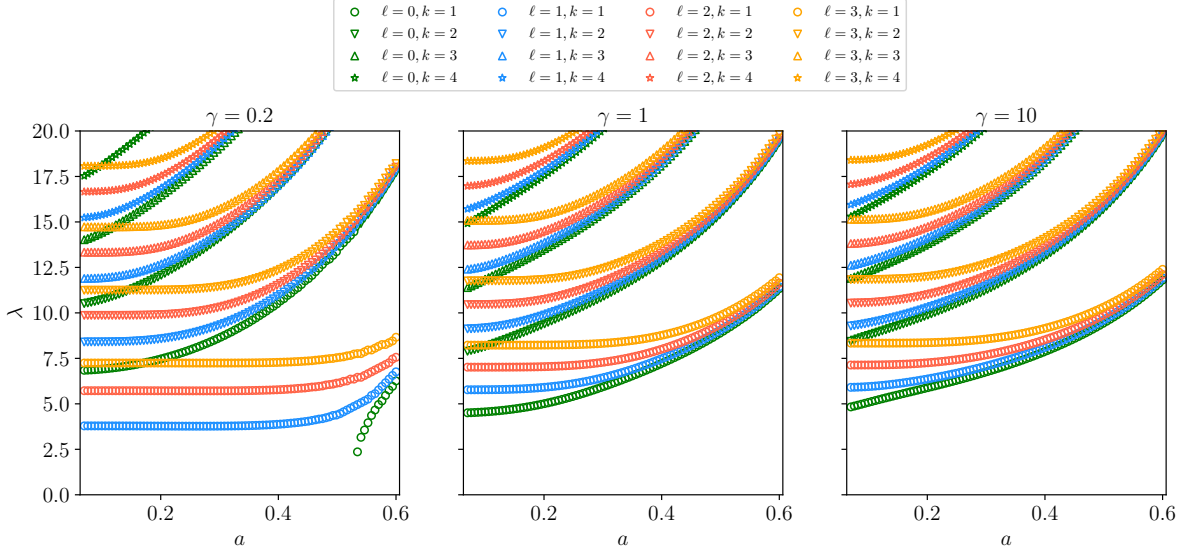 ℓ = 0, k = 1 ℓ = 1, k = 1 ℓ = 2, k = 1 ℓ = 3, k = 1
ℓ = 0, k = 2 ℓ = 1, k = 2 ℓ = 2, k = 2 ℓ = 3, k = 2
ℓ = 0, k = 3 ℓ = 1, k = 3 ℓ = 2, k = 3 ℓ = 3, k = 3
ℓ = 0, k = 4 ℓ = 1, k = 4 ℓ = 2, k = 4 ℓ = 3, k = 4
γ = 0.2 γ = 1 γ = 10
20.0
17.5
15.0
12.5
10.0
7.5
5.0
2.5
0.0
λ
0.2 0.4 0.6 0.2 0.4 0.6 0.2 0.4 0.6
a a a